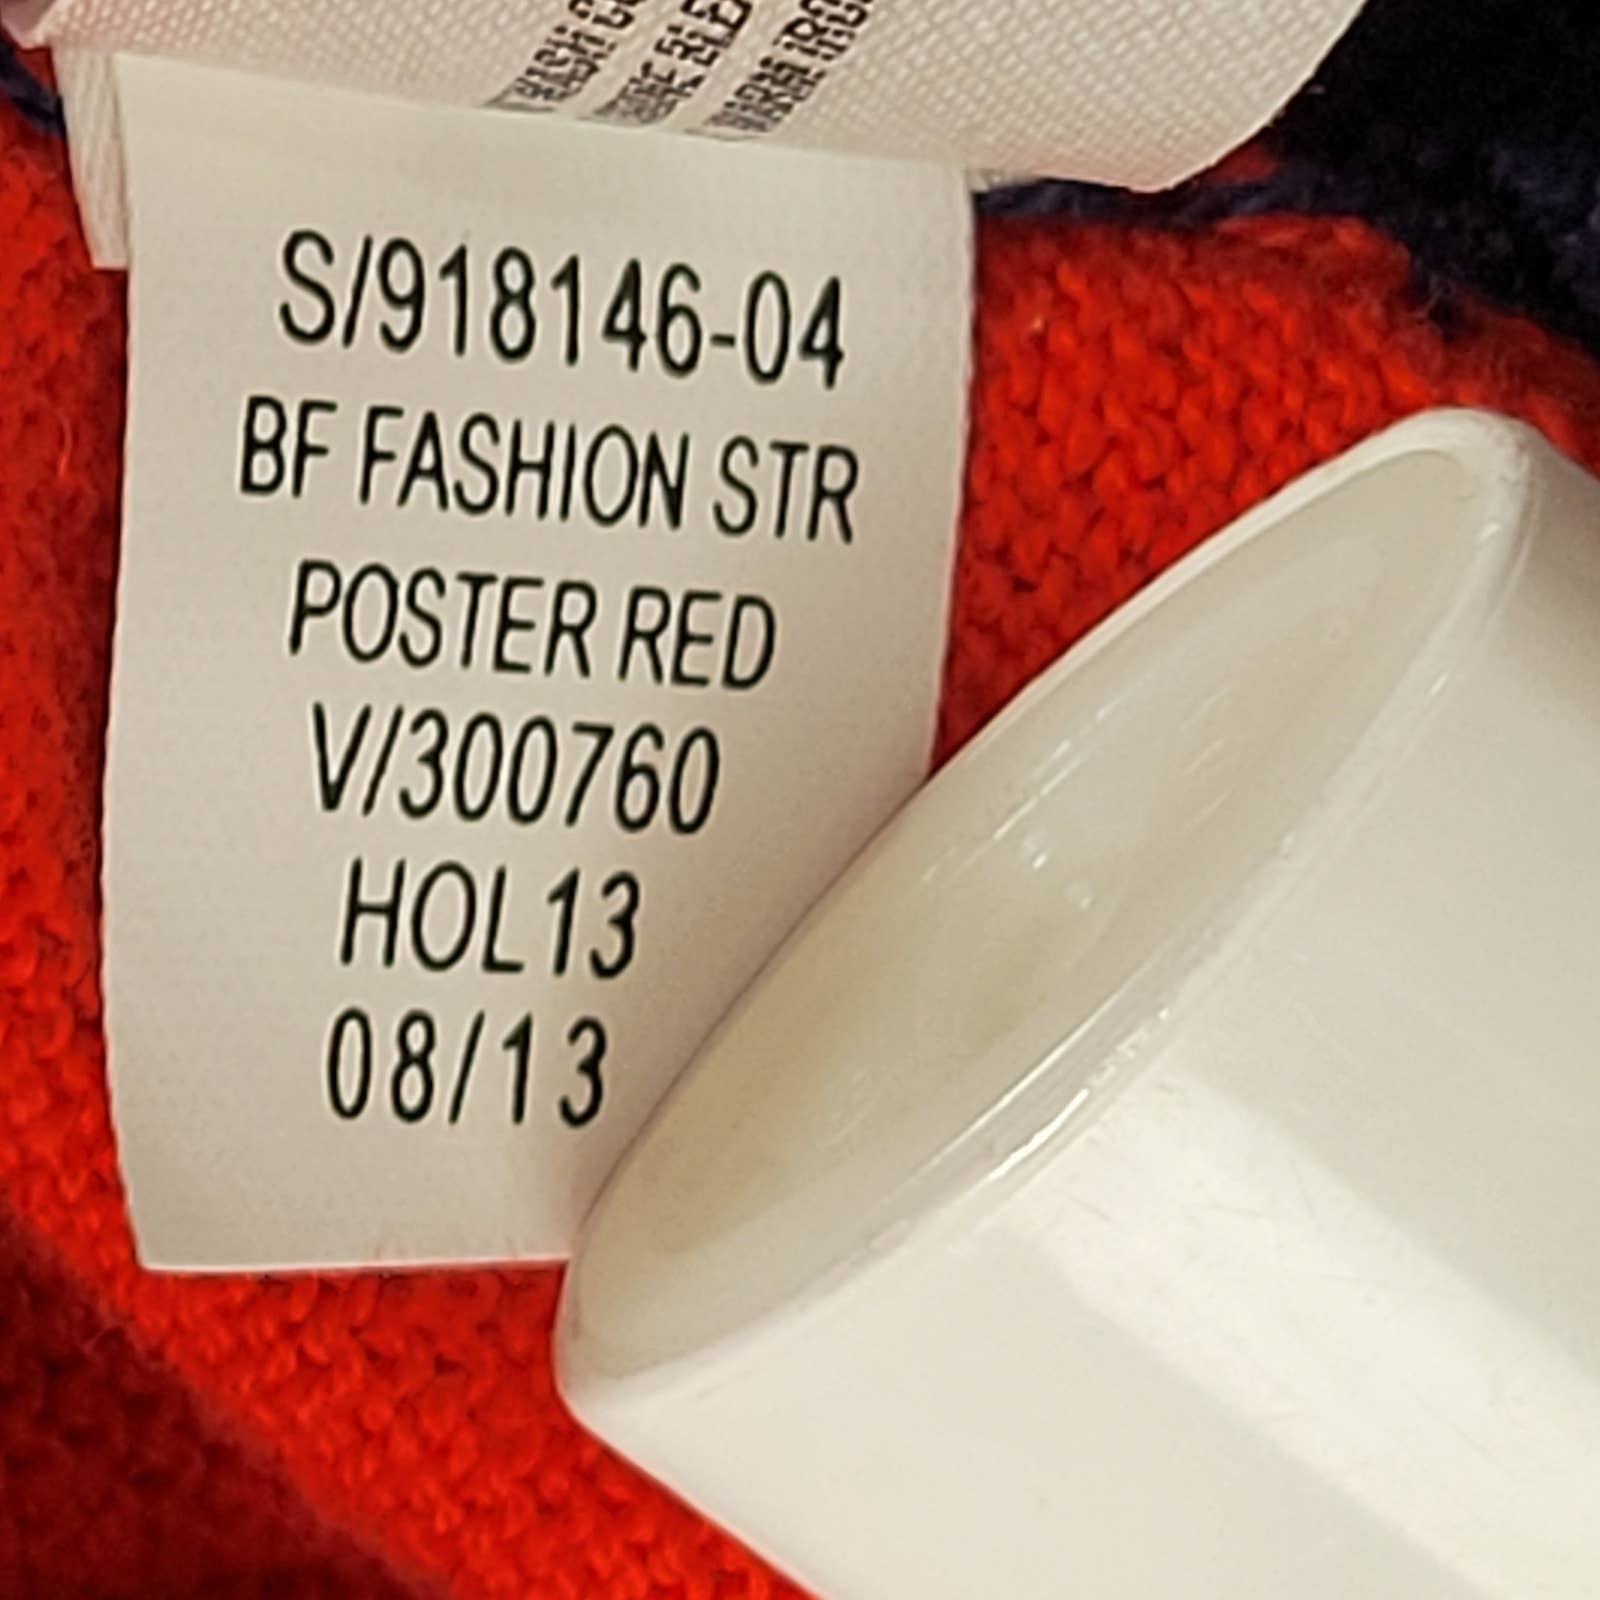 S/918146-04
BF FASHION STR
POSTER RED
V/300760
HOL13
08/13